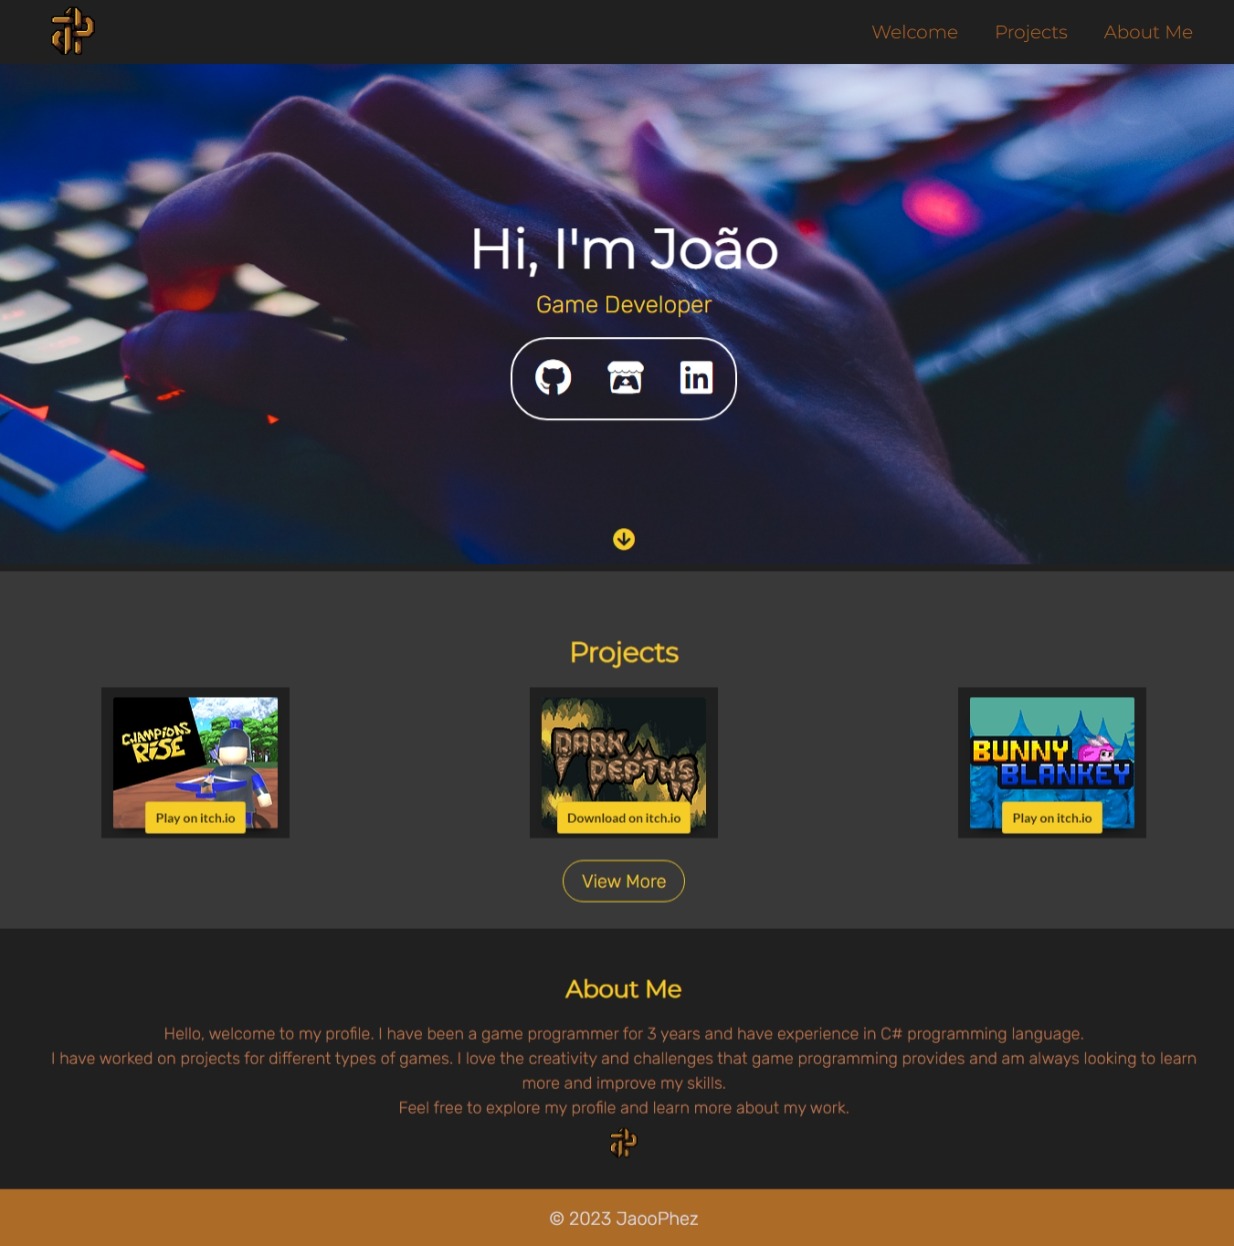 Welcome Projects About Me
Hi, I'm João
Game Developer
in
Projects
CHAMPIONS
RISE
Play on itch.io
DARK
DEPTHS
Download on itch.io
BUNNY
BLANKEY
Play on itch.io
View More
About Me
Hello, welcome to my profile. I have been a game programmer for 3 years and have experience in C# programming language.
I have worked on projects for different types of games. I love the creativity and challenges that game programming provides and am always looking to learn
more and improve my skills.
Feel free to explore my profile and learn more about my work.
© 2023 JaooPhez